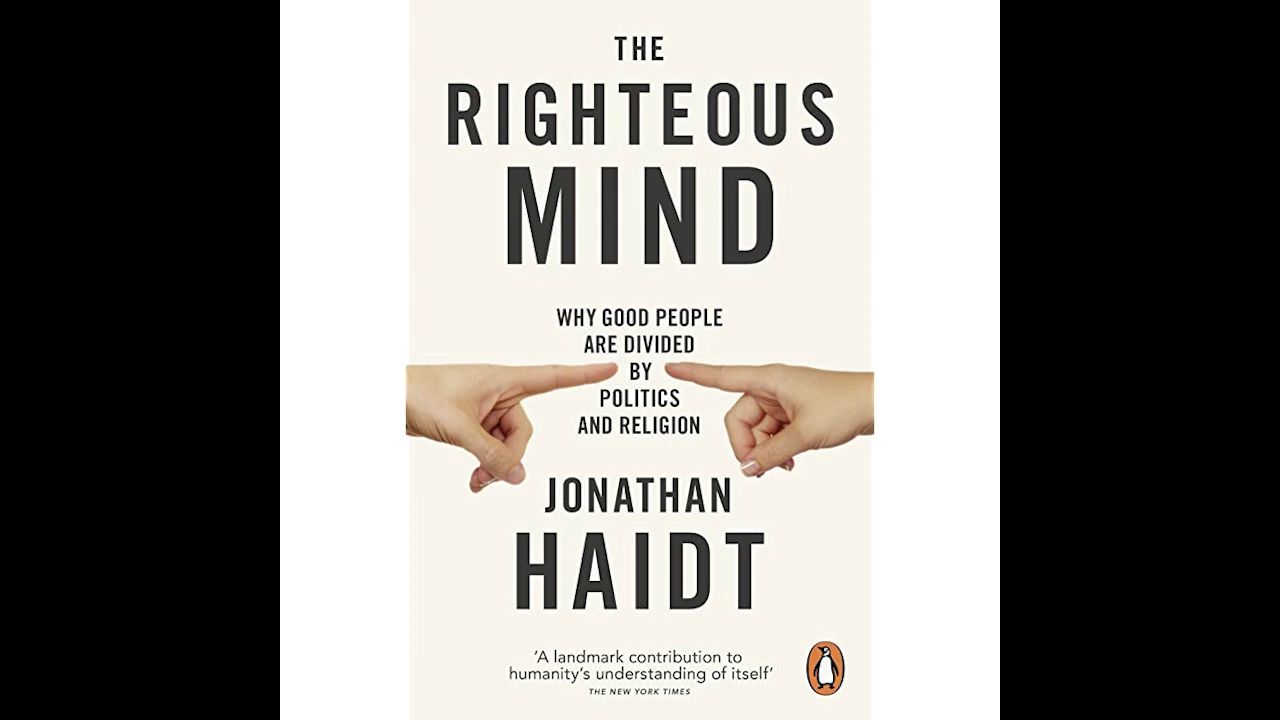 THE
RIGHTEOUS
MIND
WHY GOOD PEOPLE
ARE DIVIDED
BY
POLITICS
AND RELIGION
JONATHAN
HAIDT
‘A landmark contribution to
humanity’s understanding of itself’
THE NEW YORK TIMES